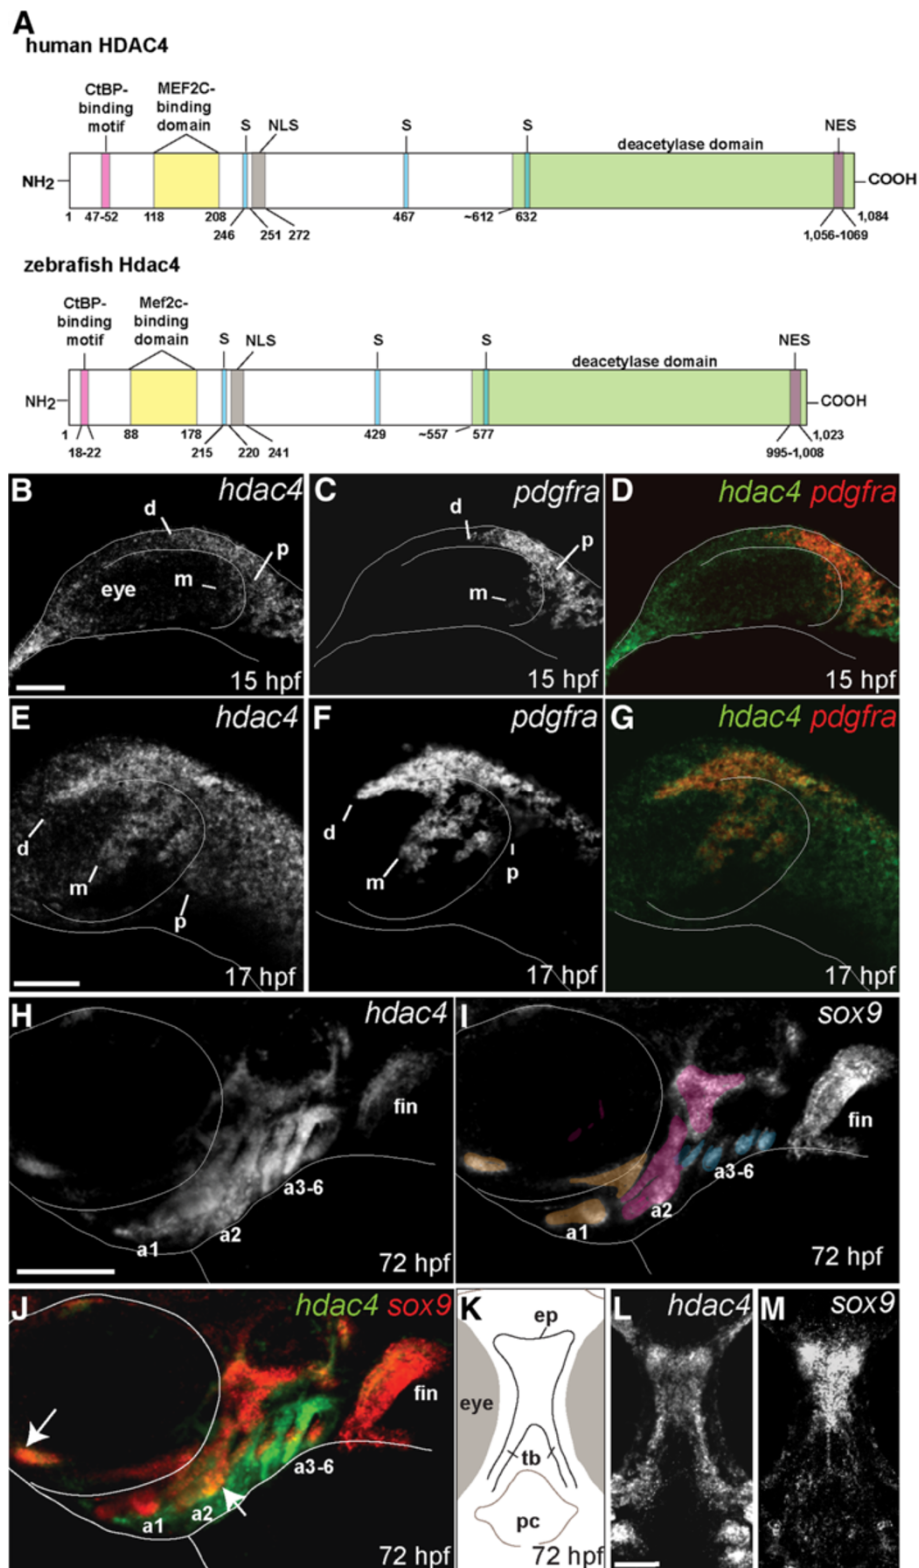 A
human HDAC4
CtBP-
binding
motif
MEF2C-
binding
domain
S
NLS
S
S
deacetylase domain
NES
NH2
COOH
1
47-52
118
208
246
251
272
467
~612
632
1,056-1069
1,084
zebrafish Hdac4
CtBP-
binding
motif
Mef2c-
binding
domain
S
NLS
S
S
deacetylase domain
NES
NH2
COOH
1
18-22
88
178
215
220
241
429
~557
577
995-1,008
1,023
B
hdac4
d
p
m
eye
15 hpf
C
pdgfra
d
p
m
15 hpf
D
hdac4 pdgfra
15 hpf
E
hdac4
d
m
p
17 hpf
F
pdgfra
d
m
p
17 hpf
G
hdac4 pdgfra
17 hpf
H
hdac4
fin
a3-6
a2
a1
72 hpf
I
sox9
fin
a3-6
a2
a1
72 hpf
J
hdac4 sox9
fin
a3-6
a2
a1
72 hpf
K
ep
eye
tb
pc
72 hpf
L
hdac4
M
sox9